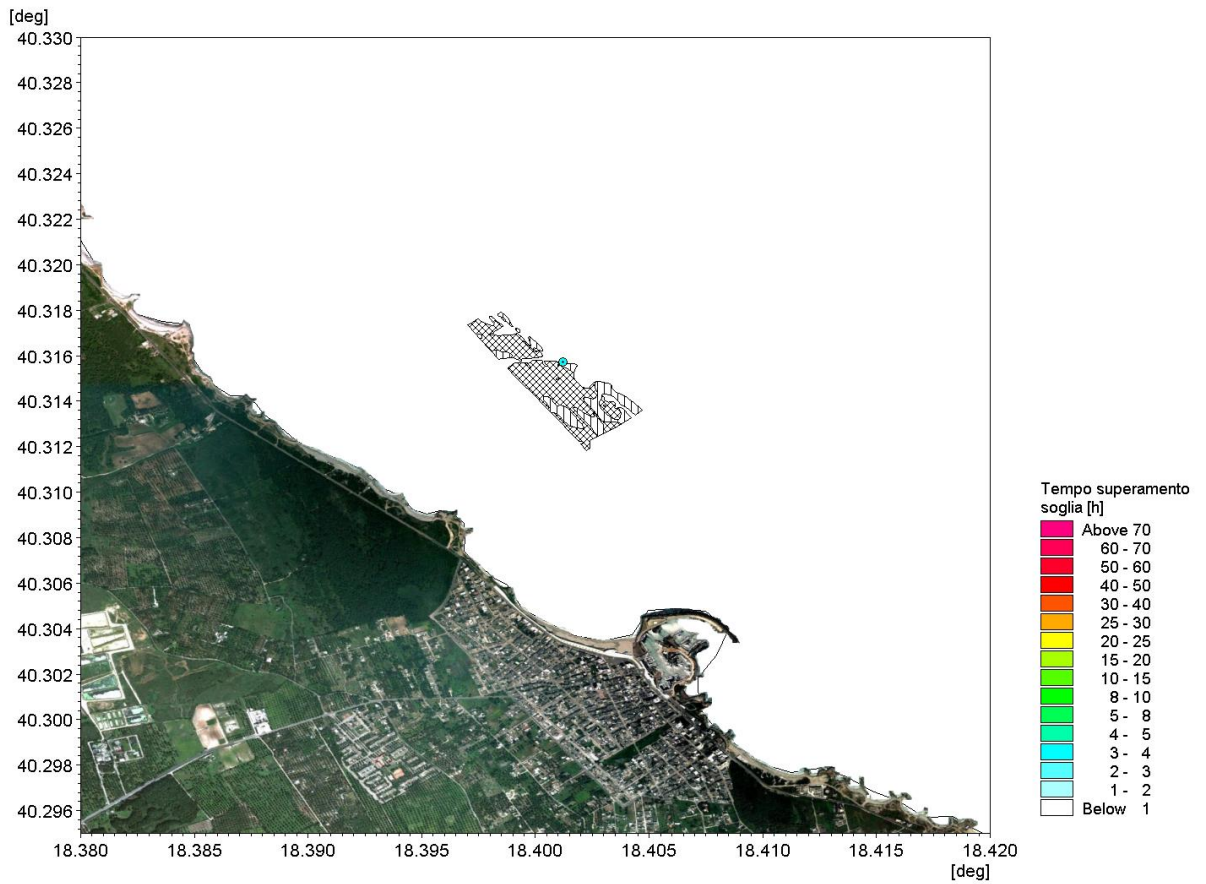 [deg]
40.330
40.328
40.326
40.324
40.322
40.320
40.318
40.316
40.314
40.312
40.310
40.308
40.306
40.304
40.302
40.300
40.298
40.296
18.380 18.385 18.390 18.395 18.400 18.405 18.410 18.415 18.420
[deg]
Tempo superamento
soglia [h]
Above 70
60 - 70
50 - 60
40 - 50
30 - 40
25 - 30
20 - 25
15 - 20
10 - 15
8 - 10
5 - 8
4 - 5
3 - 4
2 - 3
1 - 2
Below 1